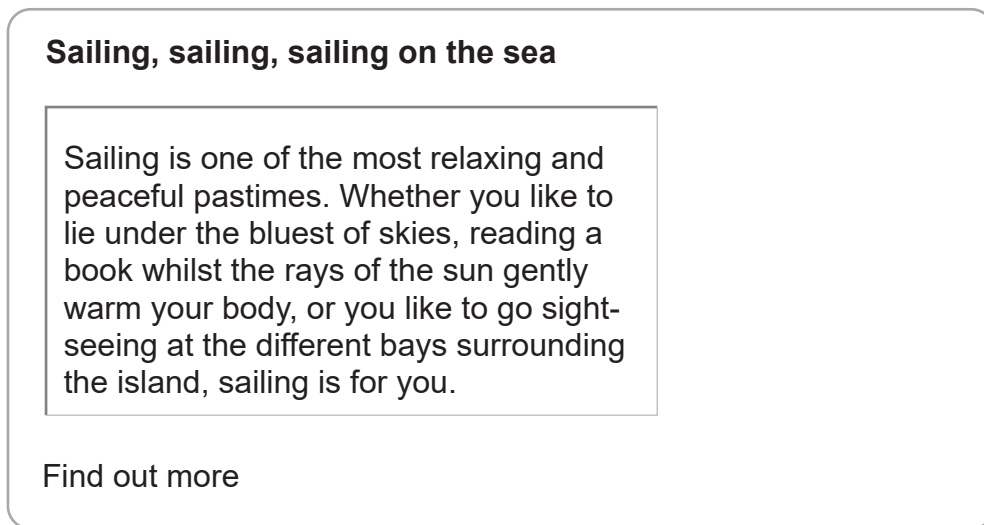 Sailing, sailing, sailing on the sea
Sailing is one of the most relaxing and
peaceful pastimes. Whether you like to
lie under the bluest of skies, reading a
book whilst the rays of the sun gently
warm your body, or you like to go sight-
seeing at the different bays surrounding
the island, sailing is for you.
Find out more